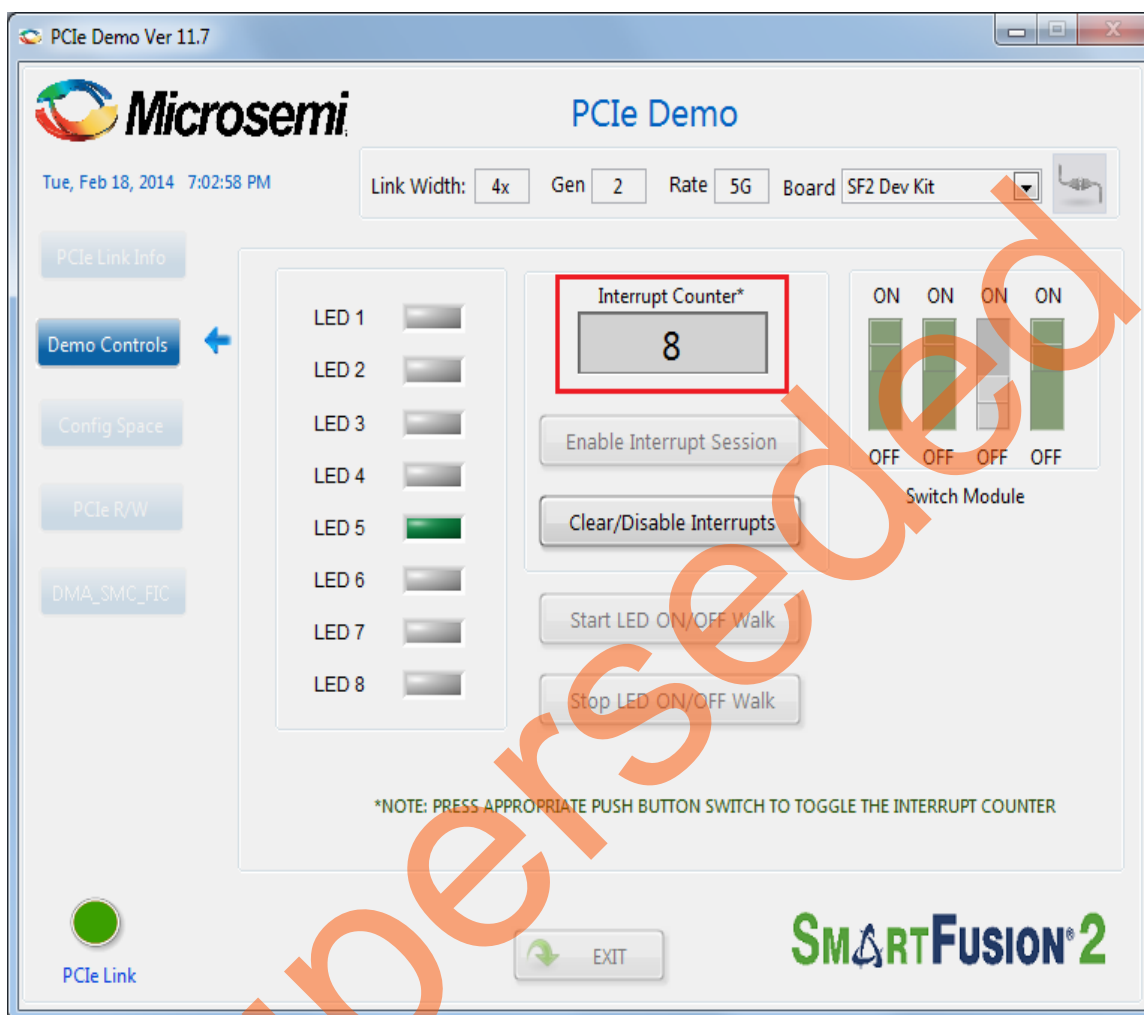 PCIe Demo Ver 11.7
Microsemi
PCIe Demo
Tue, Feb 18, 2014 7:02:58 PM
Link Width: 4x Gen 2 Rate 5G Board SF2 Dev Kit
PCIe Link Info
Demo Controls
Config Space
PCIe R/W
DMA_SMC_FIC
LED 1
LED 2
LED 3
LED 4
LED 5
LED 6
LED 7
LED 8
Interrupt Counter*
8
Enable Interrupt Session
Clear/Disable Interrupts
Start LED ON/OFF Walk
Stop LED ON/OFF Walk
ON ON ON ON
OFF OFF OFF OFF
Switch Module
*NOTE: PRESS APPROPRIATE PUSH BUTTON SWITCH TO TOGGLE THE INTERRUPT COUNTER
PCIe Link
EXIT
SMARTFUSION®2
perseded